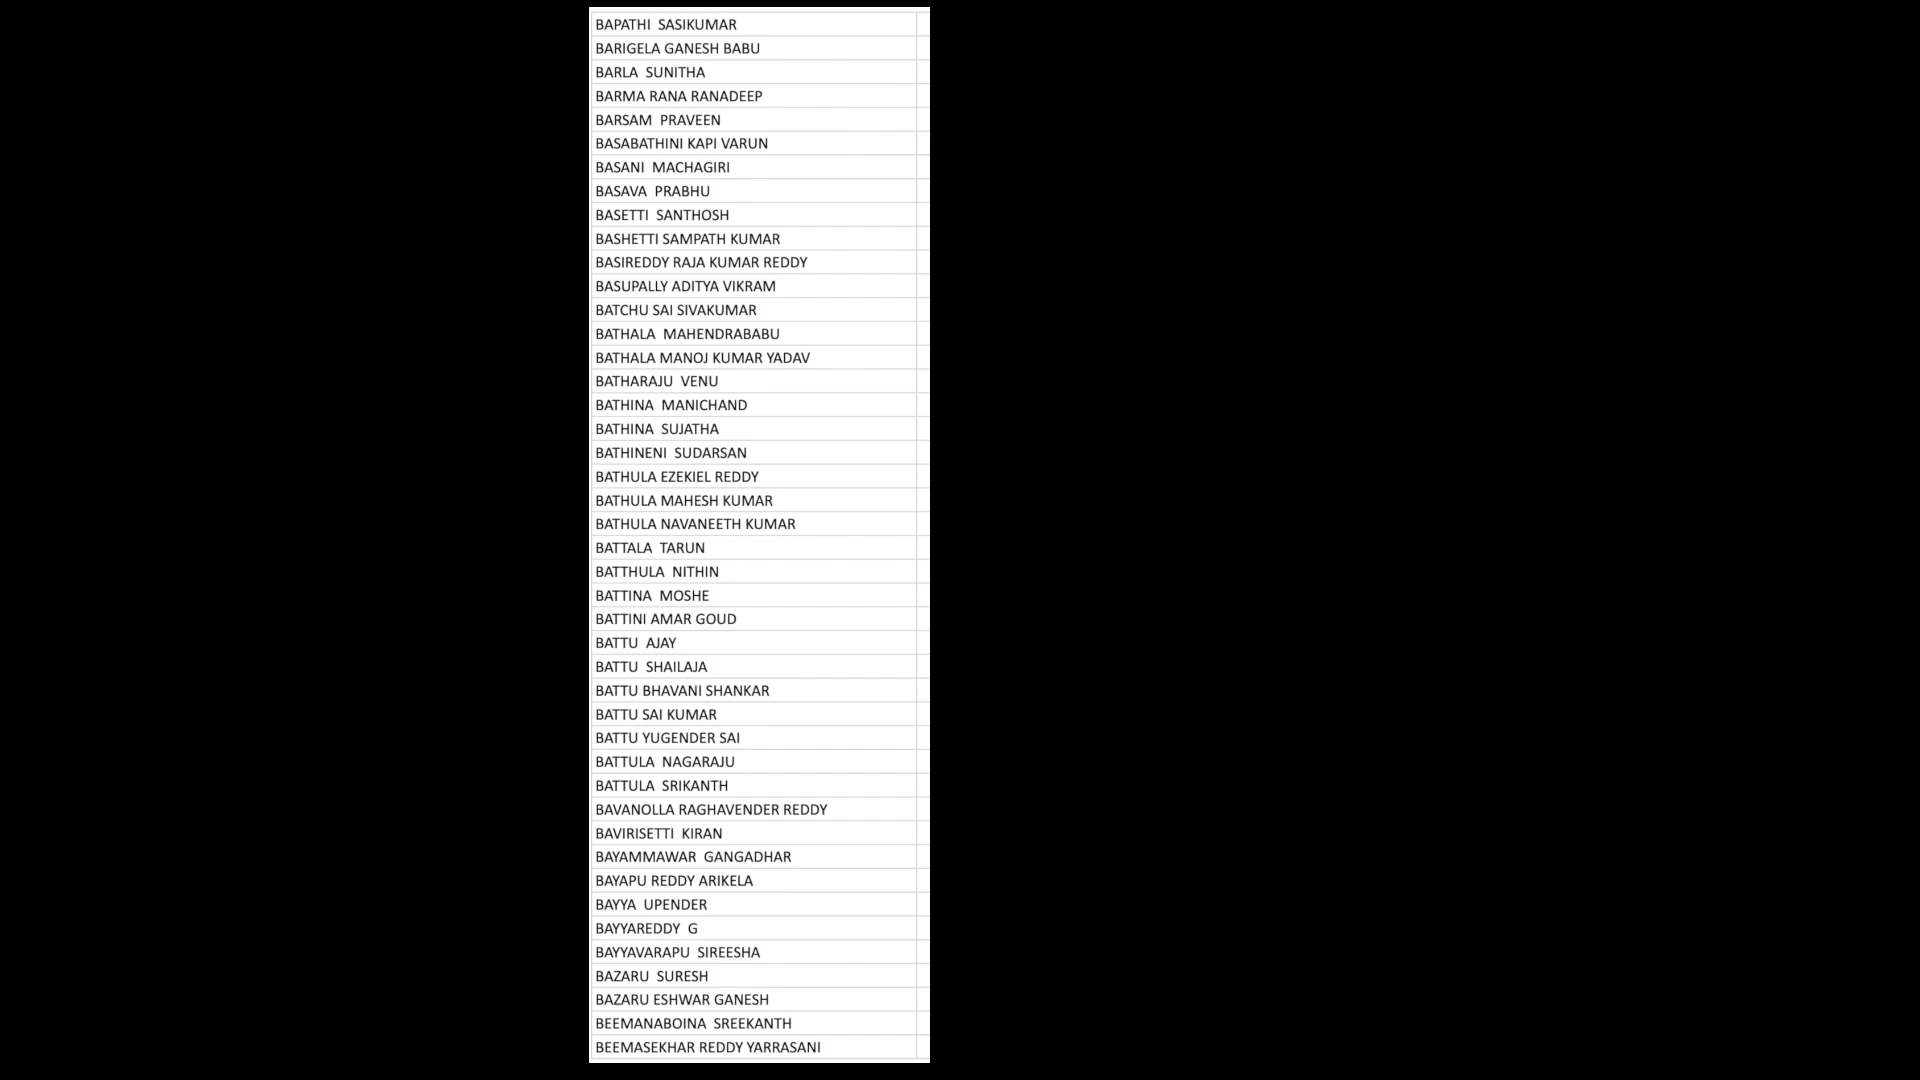 BAPATHI  SASIKUMAR
BARIGELA GANESH BABU
BARLA  SUNITHA
BARMA RANA RANADEEP
BARSAM  PRAVEEN
BASABATHINI KAPI VARUN
BASANI  MACHAGIRI
BASAVA  PRABHU
BASETTI  SANTHOSH
BASHETTI SAMPATH KUMAR
BASIREDDY RAJA KUMAR REDDY
BASUPALLY ADITYA VIKRAM
BATCHU SAI SIVAKUMAR
BATHALA  MAHENDRABABU
BATHALA MANOJ KUMAR YADAV
BATHARAJU  VENU
BATHINA  MANICHAND
BATHINA  SUJATHA
BATHINENI  SUDARSAN
BATHULA EZEKIEL REDDY
BATHULA MAHESH KUMAR
BATHULA NAVANEETH KUMAR
BATTALA  TARUN
BATTHULA  NITHIN
BATTINA  MOSHE
BATTINI AMAR GOUD
BATTU  AJAY
BATTU  SHAILAJA
BATTU BHAVANI SHANKAR
BATTU SAI KUMAR
BATTU YUGENDER SAI
BATTULA  NAGARAJU
BATTULA  SRIKANTH
BAVANOLLA RAGHAVENDER REDDY
BAVIRISETTI  KIRAN
BAYAMMAWAR  GANGADHAR
BAYAPU REDDY ARIKELA
BAYYA  UPENDER
BAYYAREDDY  G
BAYYAVARAPU  SIREESHA
BAZARU  SURESH
BAZARU ESHWAR GANESH
BEEMANABOINA  SREEKANTH
BEEMASEKHAR REDDY YARRASANI